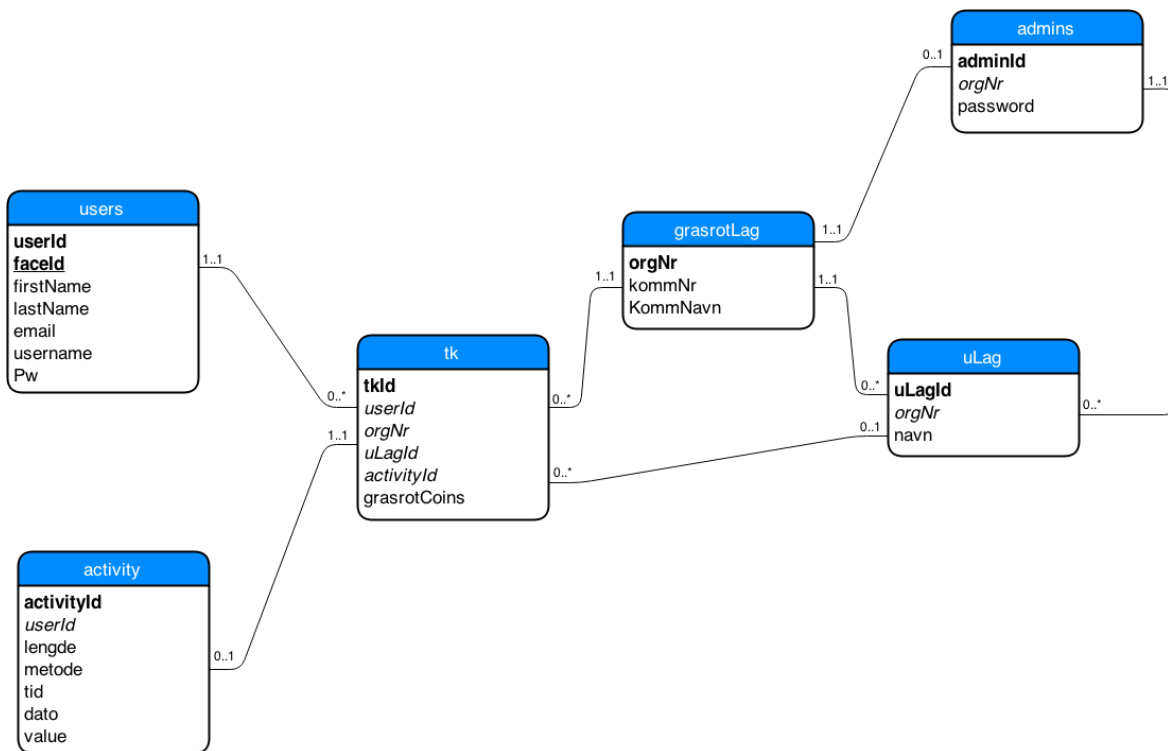 admins
adminId
orgNr
password
0..1
1..1
users
userId
faceId
firstName
lastName
email
username
Pw
1..1
grasrotLag
orgNr
kommNr
KommNavn
1..1
1..1
1..1
tk
tkId
userId
orgNr
uLagId
activityId
grasrotCoins
0..*
1..1
0..*
0..*
uLag
uLagId
orgNr
navn
0..*
0..1
0..*
activity
activityId
userId
lengde
metode
tid
dato
value
0..1